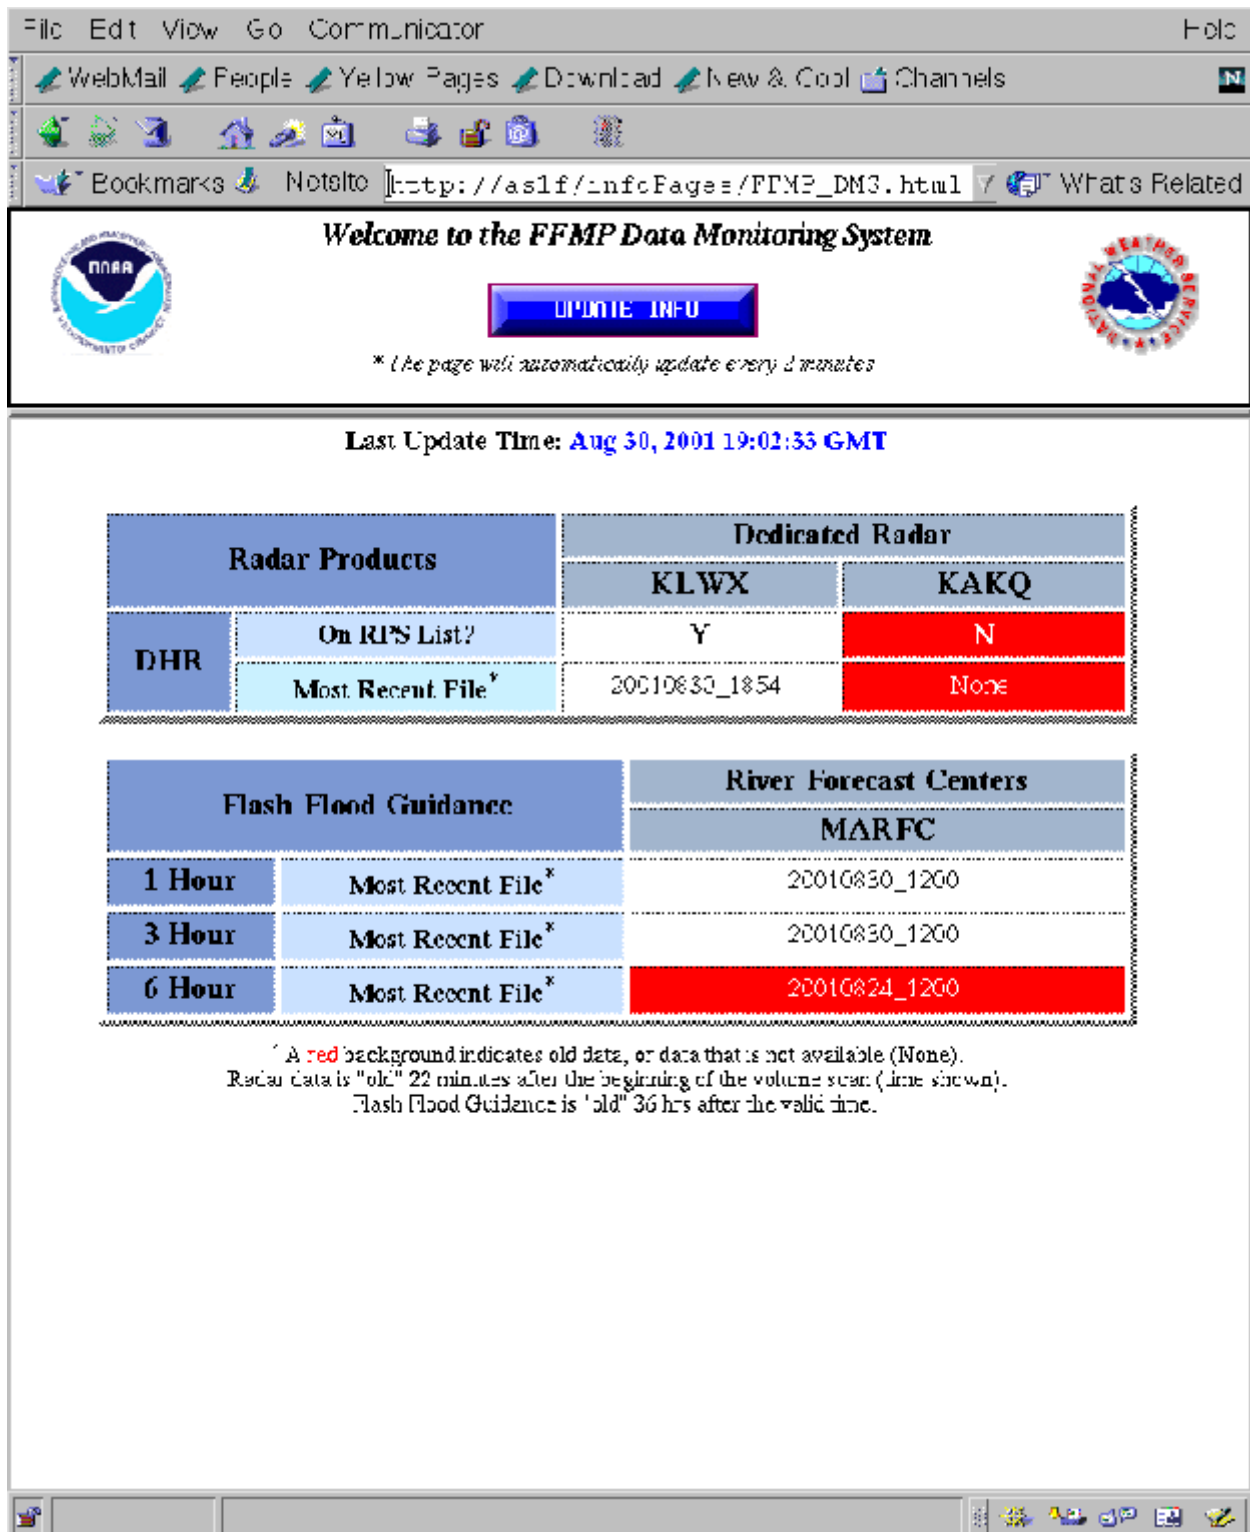 File Edit View Go Communicator Help
WebMail People Yellow Pages Download New & Cool Channels N
Bookmarks Netsite http://as1f/infoPages/FFMP_DMS.html What's Related
Welcome to the FFMP Data Monitoring System
NOAA
NATIONAL WEATHER SERVICE
UPDATE INFO
* The page will automatically update every 2 minutes
Last Update Time: Aug 30, 2001 19:02:33 GMT
Radar Products
Dedicated Radar
KLWX KAKQ
DHR
On RPS List? Y N
Most Recent File* 20010830_1854 None
Flash Flood Guidance
River Forecast Centers
MARFC
1 Hour Most Recent File* 20010830_1200
3 Hour Most Recent File* 20010830_1200
6 Hour Most Recent File* 20010824_1200
* A red background indicates old data, or data that is not available (None).
Radar data is "old" 22 minutes after the beginning of the volume scan (time shown).
Flash Flood Guidance is "old" 36 hrs after the valid time.